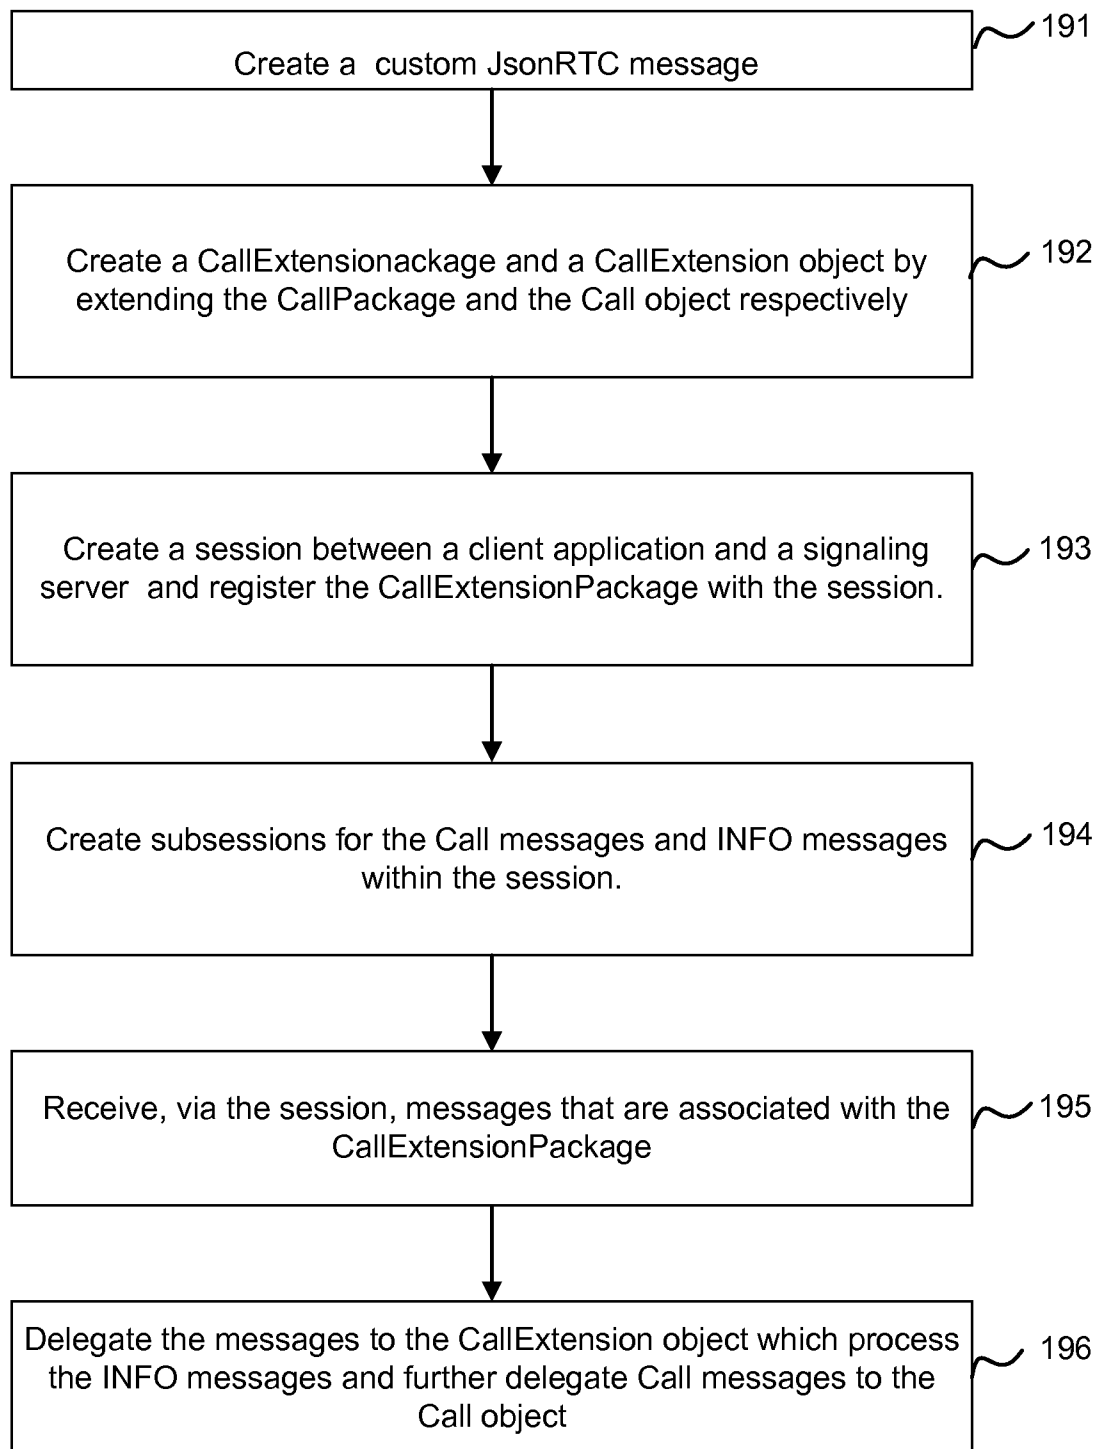 191
Create a custom JsonRTC message
192
Create a CallExtensionackage and a CallExtension object by
extending the CallPackage and the Call object respectively
193
Create a session between a client application and a signaling
server and register the CallExtensionPackage with the session.
194
Create subsessions for the Call messages and INFO messages
within the session.
195
Receive, via the session, messages that are associated with the
CallExtensionPackage
196
Delegate the messages to the CallExtension object which process
the INFO messages and further delegate Call messages to the
Call object